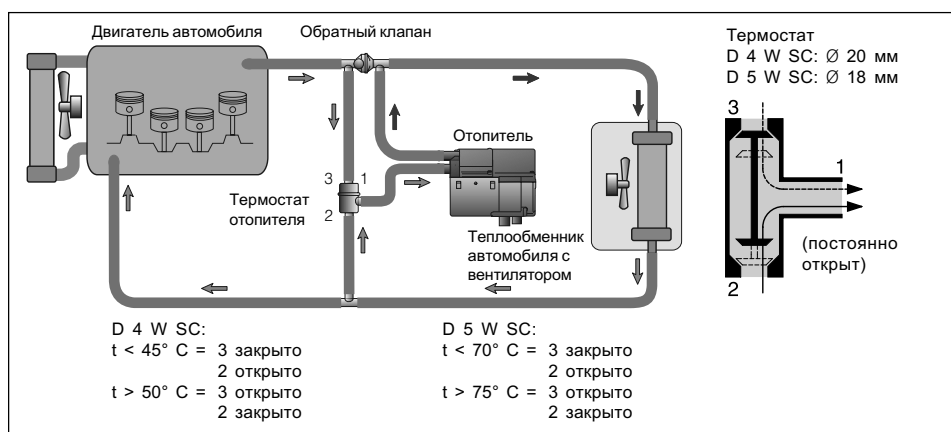 Двигатель автомобиля
Обратный клапан
Термостат
D 4 W SC: Ø 20 мм
D 5 W SC: Ø 18 мм
Отопитель
3 1
Термостат
отопителя
2
Теплообменник
автомобиля с
вентилятором
3
1
(постоянно
открыт)
2
D 4 W SC:
t < 45° C = 3 закрыто
2 открыто
t > 50° C = 3 открыто
2 закрыто
D 5 W SC:
t < 70° C = 3 закрыто
2 открыто
t > 75° C = 3 открыто
2 закрыто